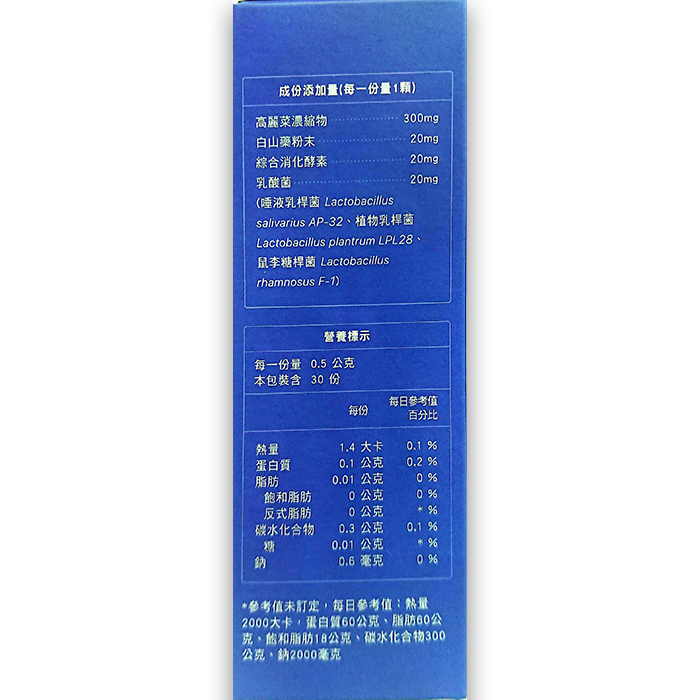 成份添加量(每一份量1顆)
高麗菜濃縮物 300mg
白山藥粉末 20mg
綜合消化酵素 20mg
乳酸菌 20mg
(唾液乳桿菌 Lactobacillus
salivarius AP-32、植物乳桿菌
Lactobacillus plantrum LPL28、
鼠李糖桿菌 Lactobacillus
rhamnosus F-1)
營養標示
每一份量 0.5 公克
本包裝含 30 份
每份 每日參考值
百分比
熱量 1.4 大卡 0.1 %
蛋白質 0.1 公克 0.2 %
脂肪 0.01 公克 0 %
飽和脂肪 0 公克 0 %
反式脂肪 0 公克 * %
碳水化合物 0.3 公克 0.1 %
糖 0.01 公克 * %
鈉 0.6 毫克 0 %
*參考值未訂定，每日參考值：熱量
2000大卡，蛋白質60公克、脂肪60公
克、飽和脂肪18公克、碳水化合物300
公克、鈉2000毫克